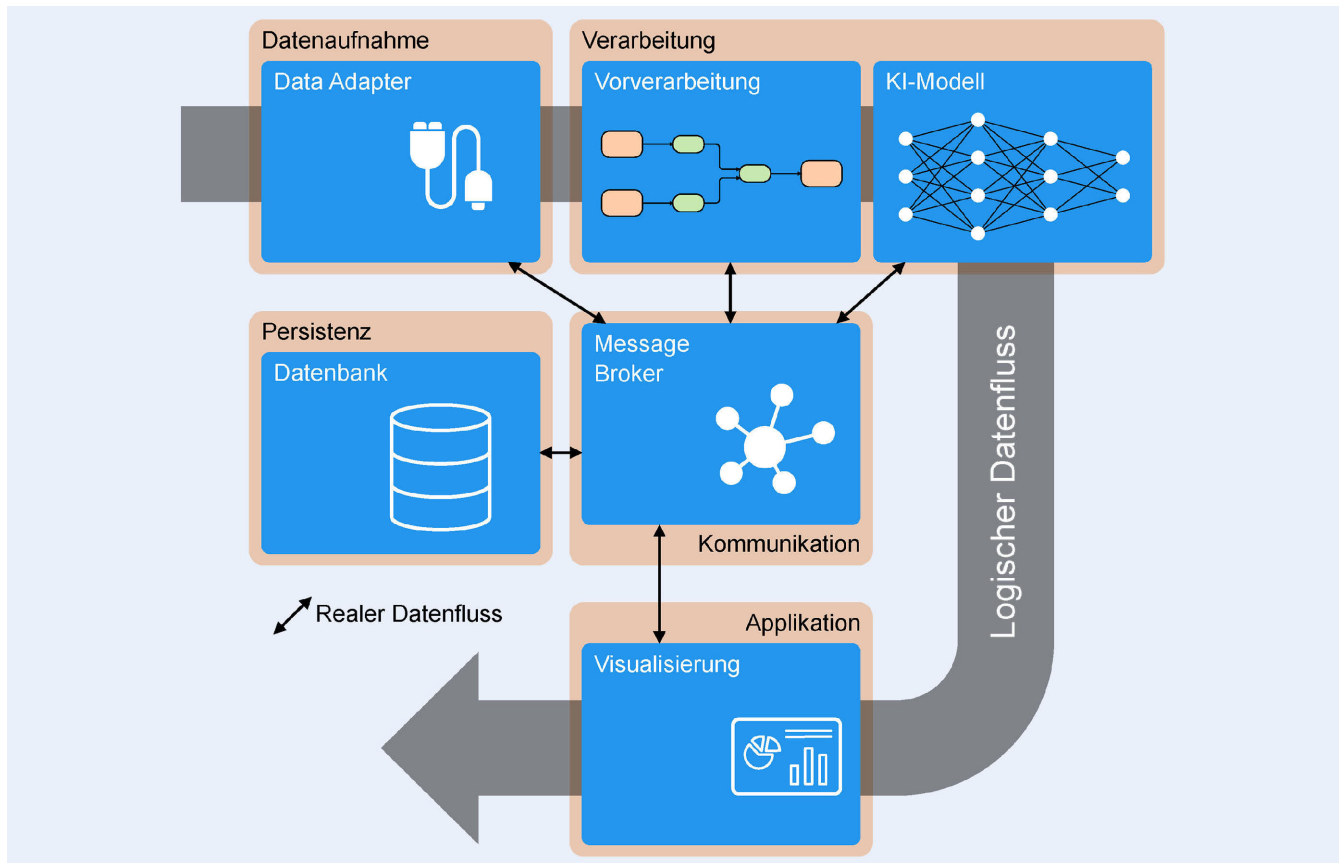 Datenaufnahme
Data Adapter
Verarbeitung
Vorverarbeitung
KI-Modell
Persistenz
Datenbank
Message
Broker
Kommunikation
Logischer Datenfluss
Realer Datenfluss
Applikation
Visualisierung